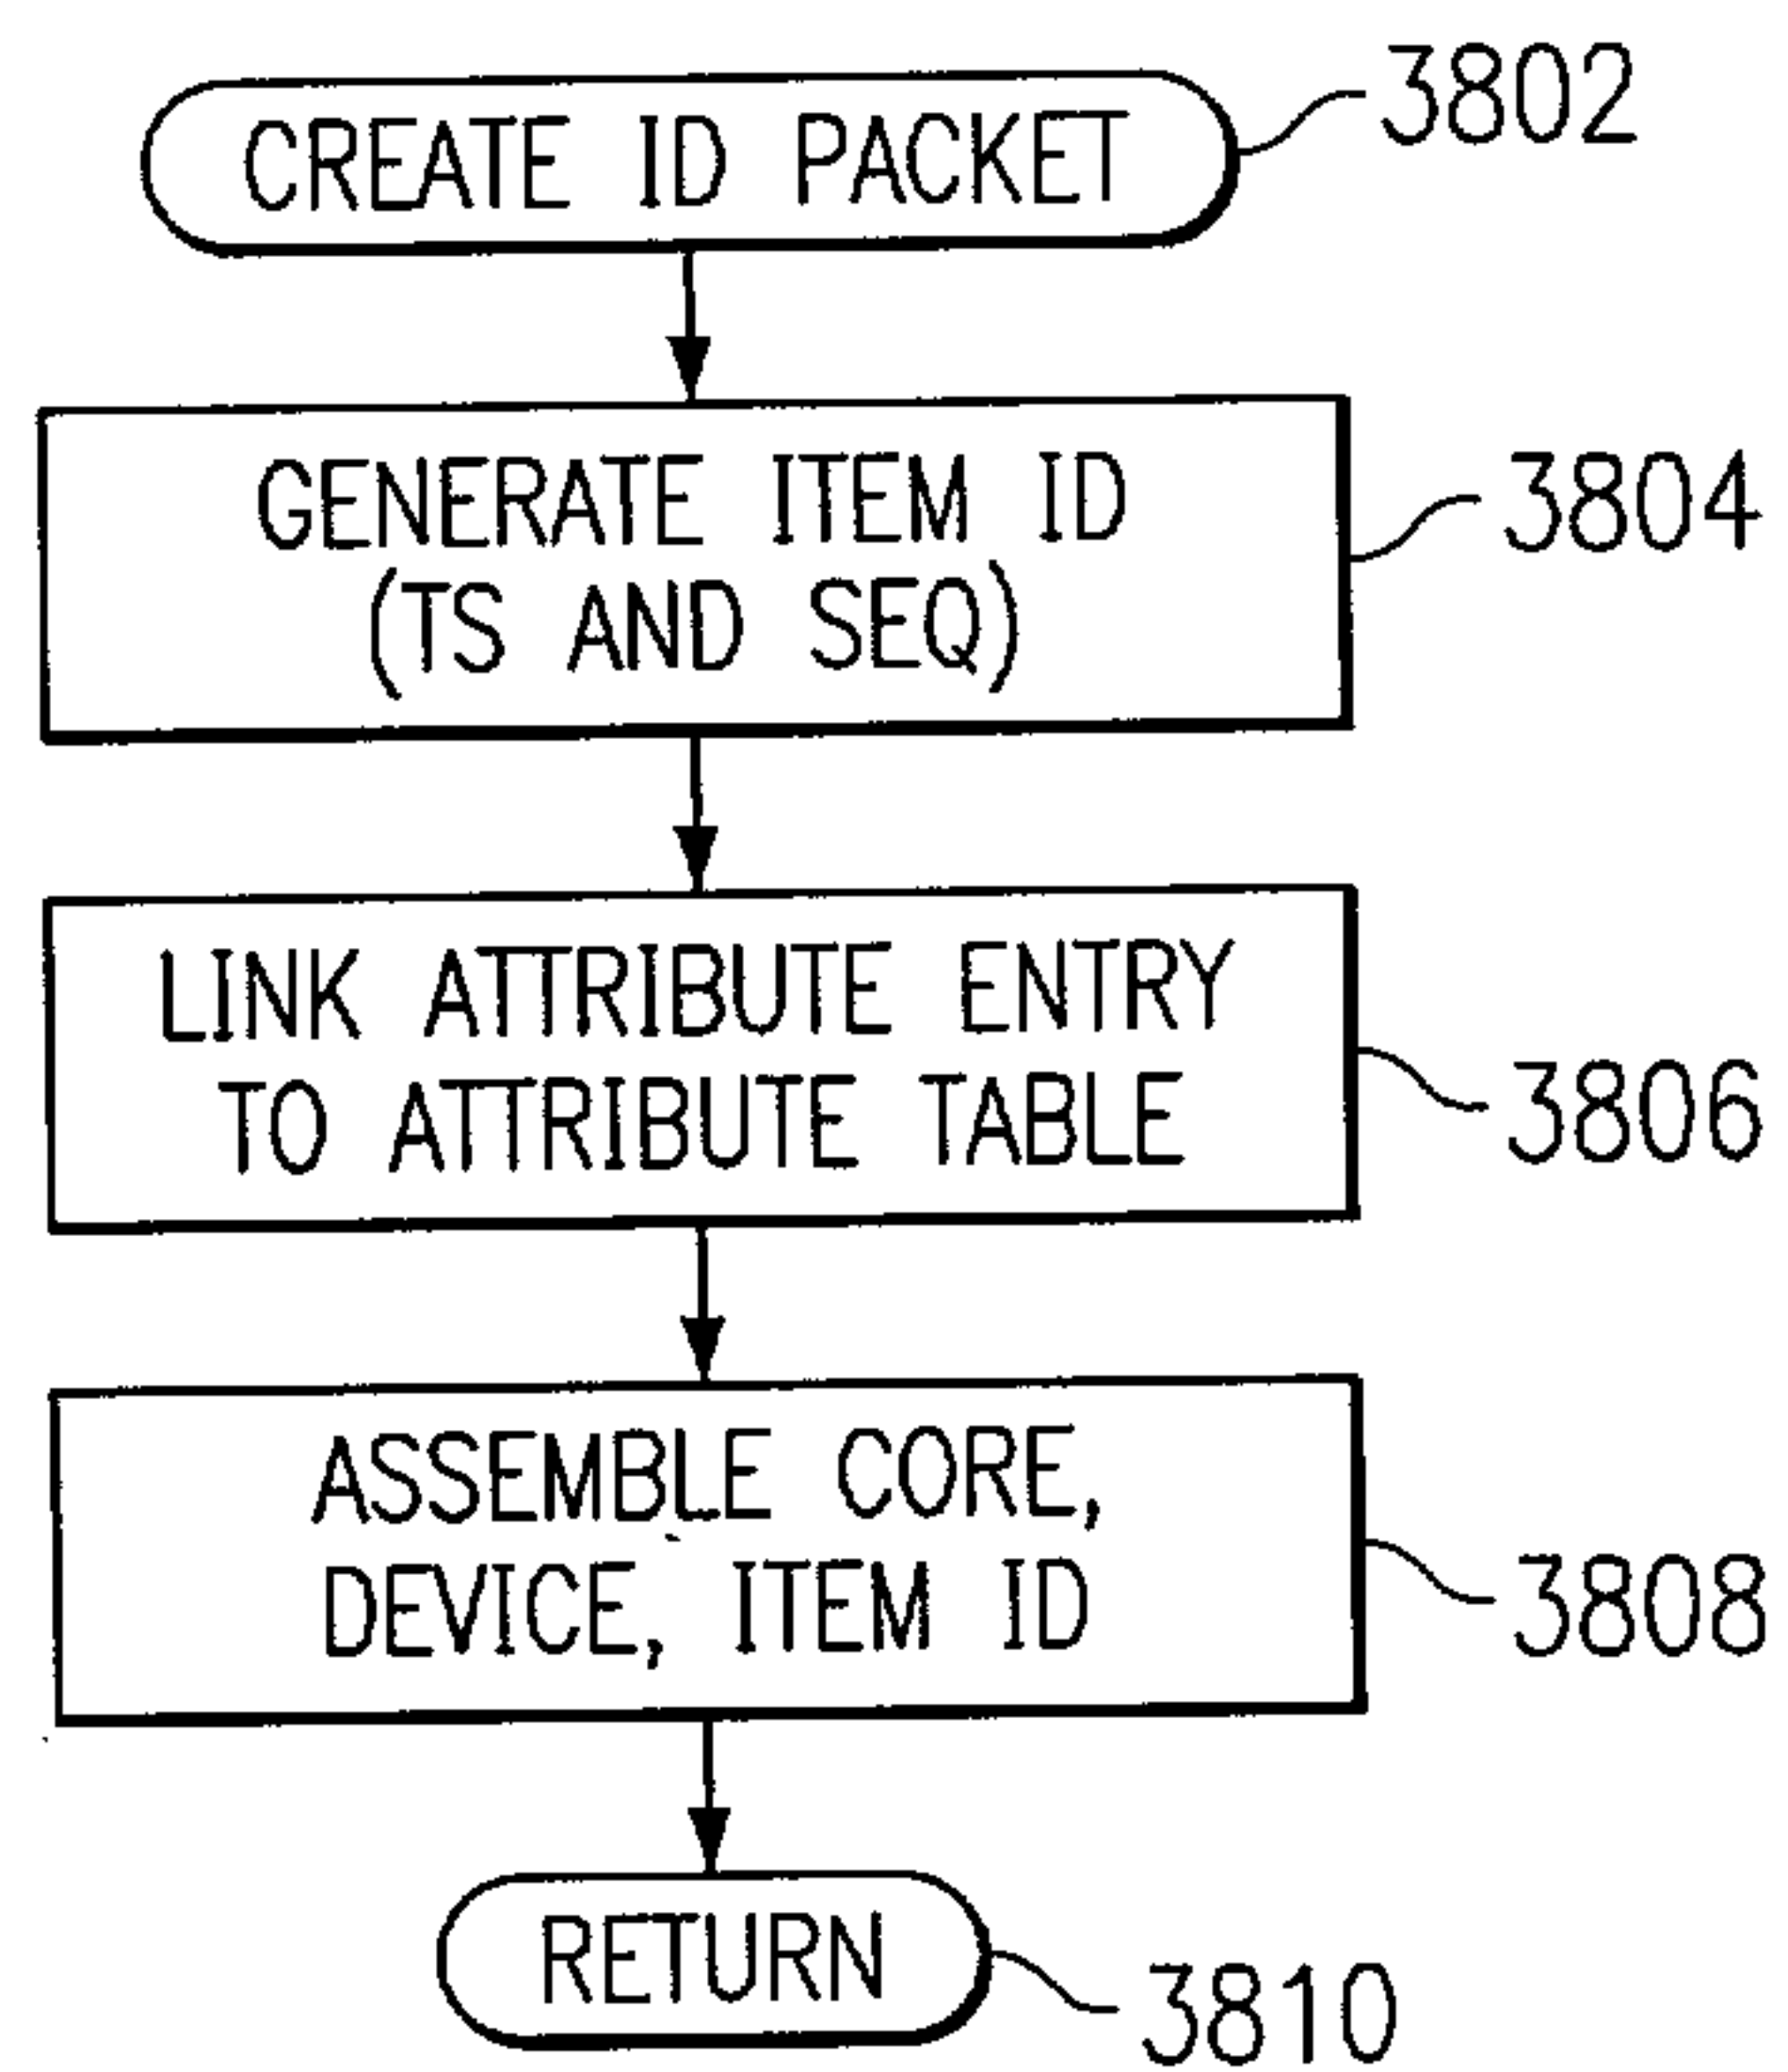 CREATE ID PACKET
3802
GENERATE ITEM ID
(TS AND SEQ)
3804
LINK ATTRIBUTE ENTRY
TO ATTRIBUTE TABLE
3806
ASSEMBLE CORE,
DEVICE, ITEM ID
3808
RETURN
3810